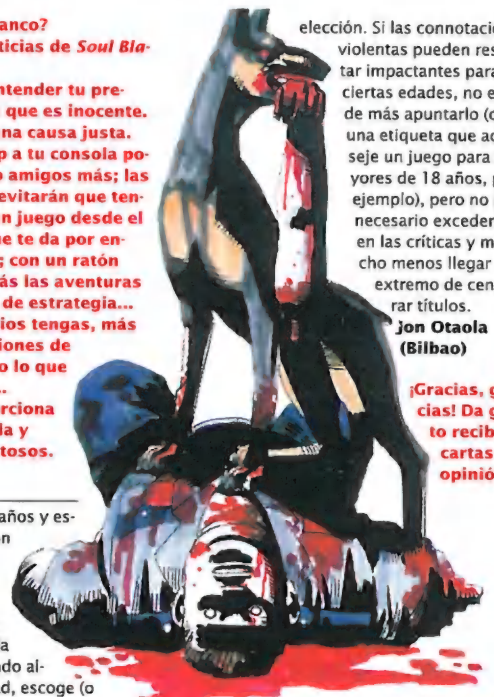 anco?
ticias de Soul Bla-
ntender tu pre-
que es inocente.
na causa justa.
p a tu consola po-
o amigos más; las
evitarán que ten-
n juego desde el
ue te da por en-
; con un ratón
ás las aventuras
de estrategia...
ios tengas, más
iones de
o lo que
...
orciona
la y
tosos.
años y es-
n
a
ndo al-
ad, escoge (o
elección. Si las connotacio
violentas pueden res
tar impactantes para
ciertas edades, no e
de más apuntarlo (c
una etiqueta que ac
seje un juego para
yores de 18 años, p
ejemplo), pero no
necesario exceder
en las críticas y m
cho menos llegar
extremo de cen
rar títulos.
Jon Otaola
(Bilbao)
¡Gracias, g
cias! Da g
to recib
cartas
opinió